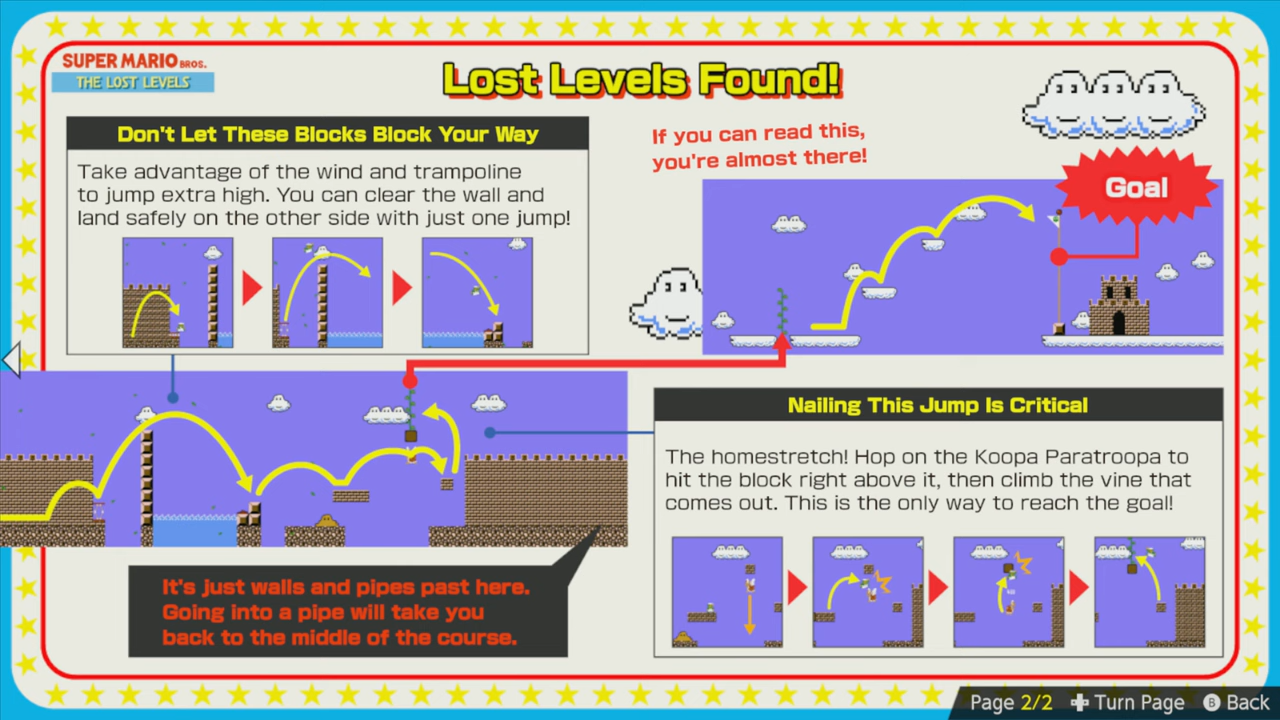 SUPER MARIO BROS.
THE LOST LEVELS
Lost Levels Found!
Don't Let These Blocks Block Your Way
Take advantage of the wind and trampoline
to jump extra high. You can clear the wall and
land safely on the other side with just one jump!
If you can read this,
you're almost there!
Goal
Nailing This Jump Is Critical
The homestretch! Hop on the Koopa Paratroopa to
hit the block right above it, then climb the vine that
comes out. This is the only way to reach the goal!
It's just walls and pipes past here.
Going into a pipe will take you
back to the middle of the course.
Page 2/2 Turn Page B Back